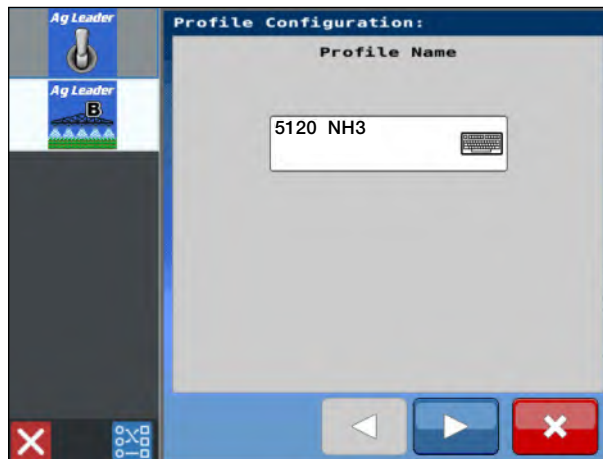 Ag Leader
Ag Leader
B
Profile Configuration:
Profile Name
5120 NH3